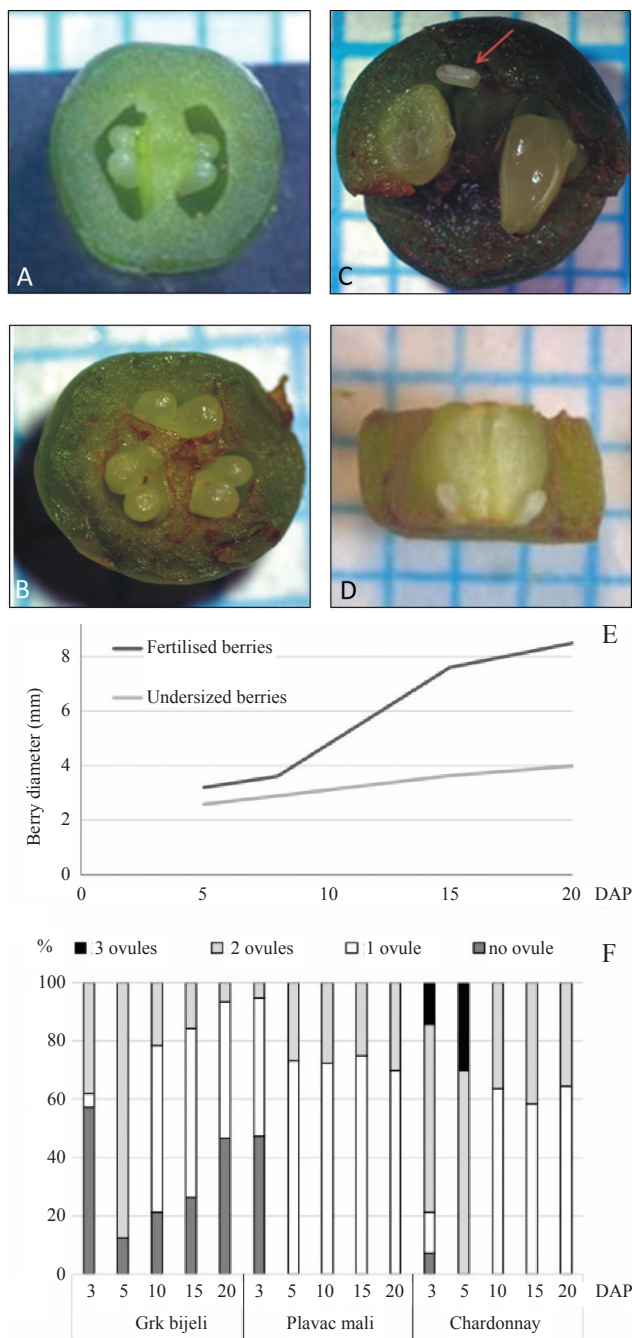 A
C
B
D
E
Fertilised berries
Undersized berries
Berry diameter (mm)
8
6
4
2
0
0 5 10 15 20 DAP
% 3 ovules 2 ovules 1 ovule no ovule F
100
80
60
40
20
0
3 5 10 15 20 3 5 10 15 20 3 5 10 15 20 DAP
Grk bijeli Plavac mali Chardonnay